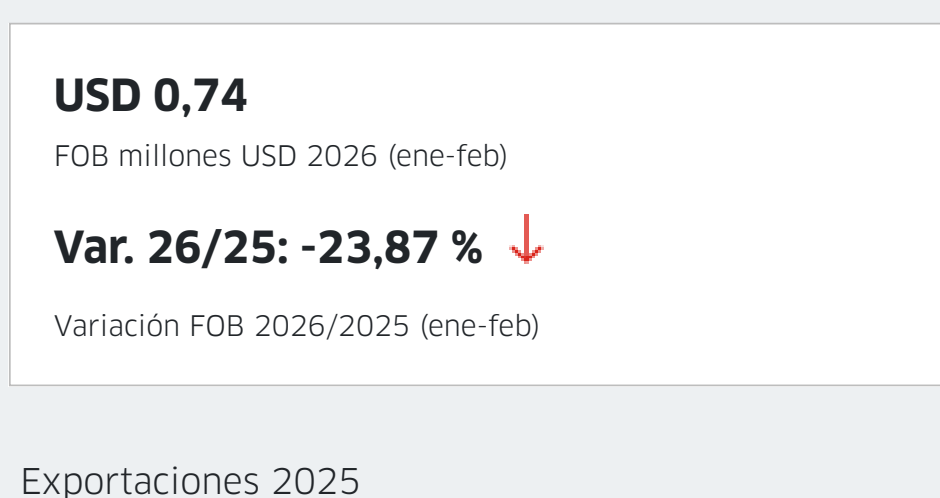 USD 0,74
FOB millones USD 2026 (ene-feb)
Var. 26/25: -23,87 %
Variación FOB 2026/2025 (ene-feb)
Exportaciones 2025